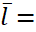 l̄ =